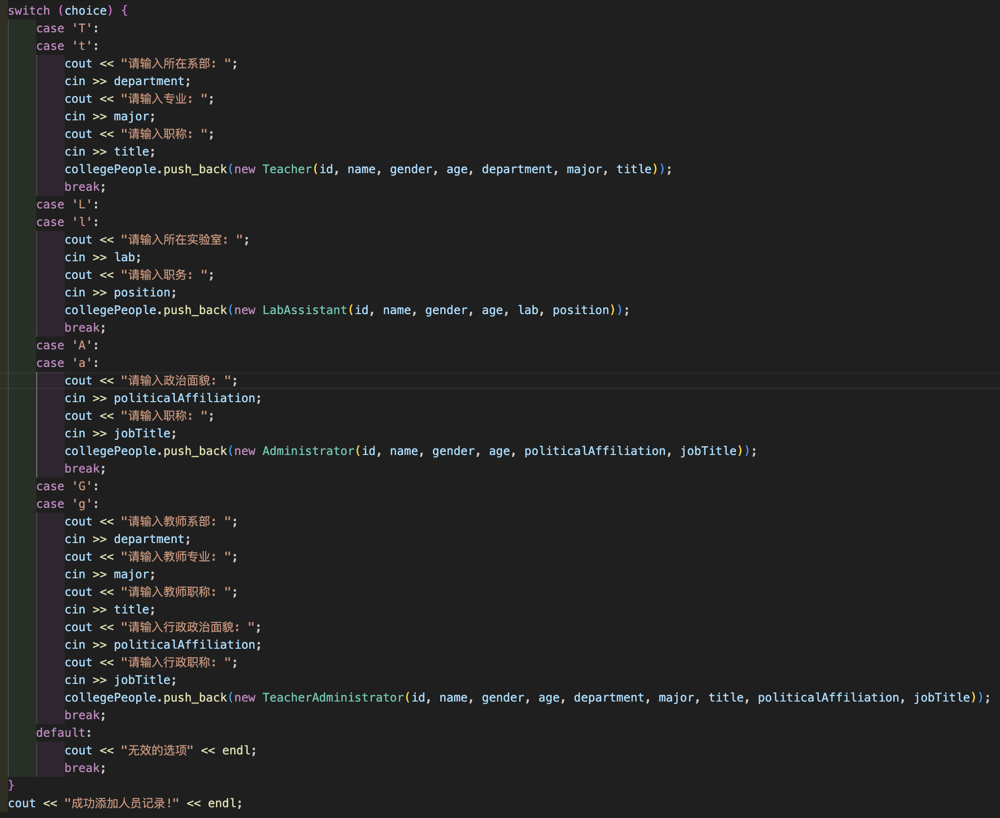 switch (choice) {
    case 'T':
    case 't':
        cout << "请输入所在系部: ";
        cin >> department;
        cout << "请输入专业: ";
        cin >> major;
        cout << "请输入职称: ";
        cin >> title;
        collegePeople.push_back(new Teacher(id, name, gender, age, department, major, title));
        break;
    case 'L':
    case 'l':
        cout << "请输入所在实验室: ";
        cin >> lab;
        cout << "请输入职务: ";
        cin >> position;
        collegePeople.push_back(new LabAssistant(id, name, gender, age, lab, position));
        break;
    case 'A':
    case 'a':
        cout << "请输入政治面貌: ";
        cin >> politicalAffiliation;
        cout << "请输入职称: ";
        cin >> jobTitle;
        collegePeople.push_back(new Administrator(id, name, gender, age, politicalAffiliation, jobTitle));
        break;
    case 'G':
    case 'g':
        cout << "请输入教师系部: ";
        cin >> department;
        cout << "请输入教师专业: ";
        cin >> major;
        cout << "请输入教师职称: ";
        cin >> title;
        cout << "请输入行政政治面貌: ";
        cin >> politicalAffiliation;
        cout << "请输入行政职称: ";
        cin >> jobTitle;
        collegePeople.push_back(new TeacherAdministrator(id, name, gender, age, department, major, title, politicalAffiliation, jobTitle));
        break;
    default:
        cout << "无效的选项" << endl;
        break;
}
cout << "成功添加人员记录!" << endl;